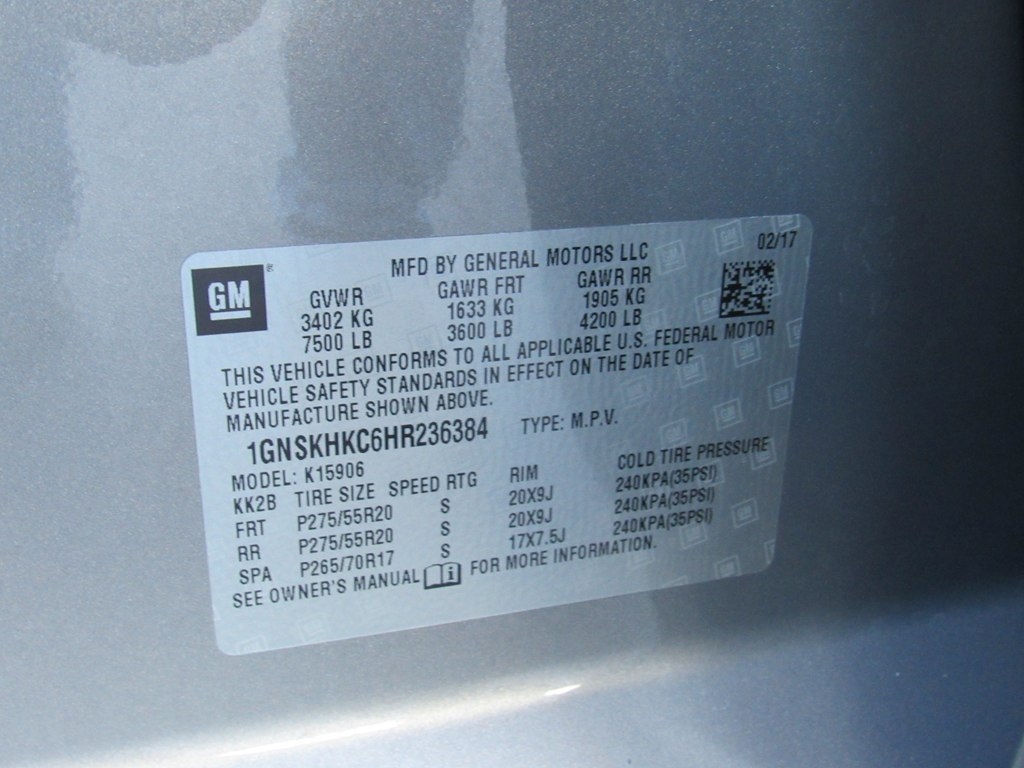 GM
MFD BY GENERAL MOTORS LLC
02/17
GVWR GAWR FRT GAWR RR
3402 KG 1633 KG 1905 KG
7500 LB 3600 LB 4200 LB
THIS VEHICLE CONFORMS TO ALL APPLICABLE U.S. FEDERAL MOTOR
VEHICLE SAFETY STANDARDS IN EFFECT ON THE DATE OF
MANUFACTURE SHOWN ABOVE.
1GNSKHKC6HR236384 TYPE: M.P.V.
MODEL: K15906
KK2B TIRE SIZE SPEED RTG RIM COLD TIRE PRESSURE
FRT P275/55R20 S 20X9J 240KPA(35PSI)
RR P275/55R20 S 20X9J 240KPA(35PSI)
SPA P265/70R17 S 17X7.5J 240KPA(35PSI)
SEE OWNER'S MANUAL i FOR MORE INFORMATION.